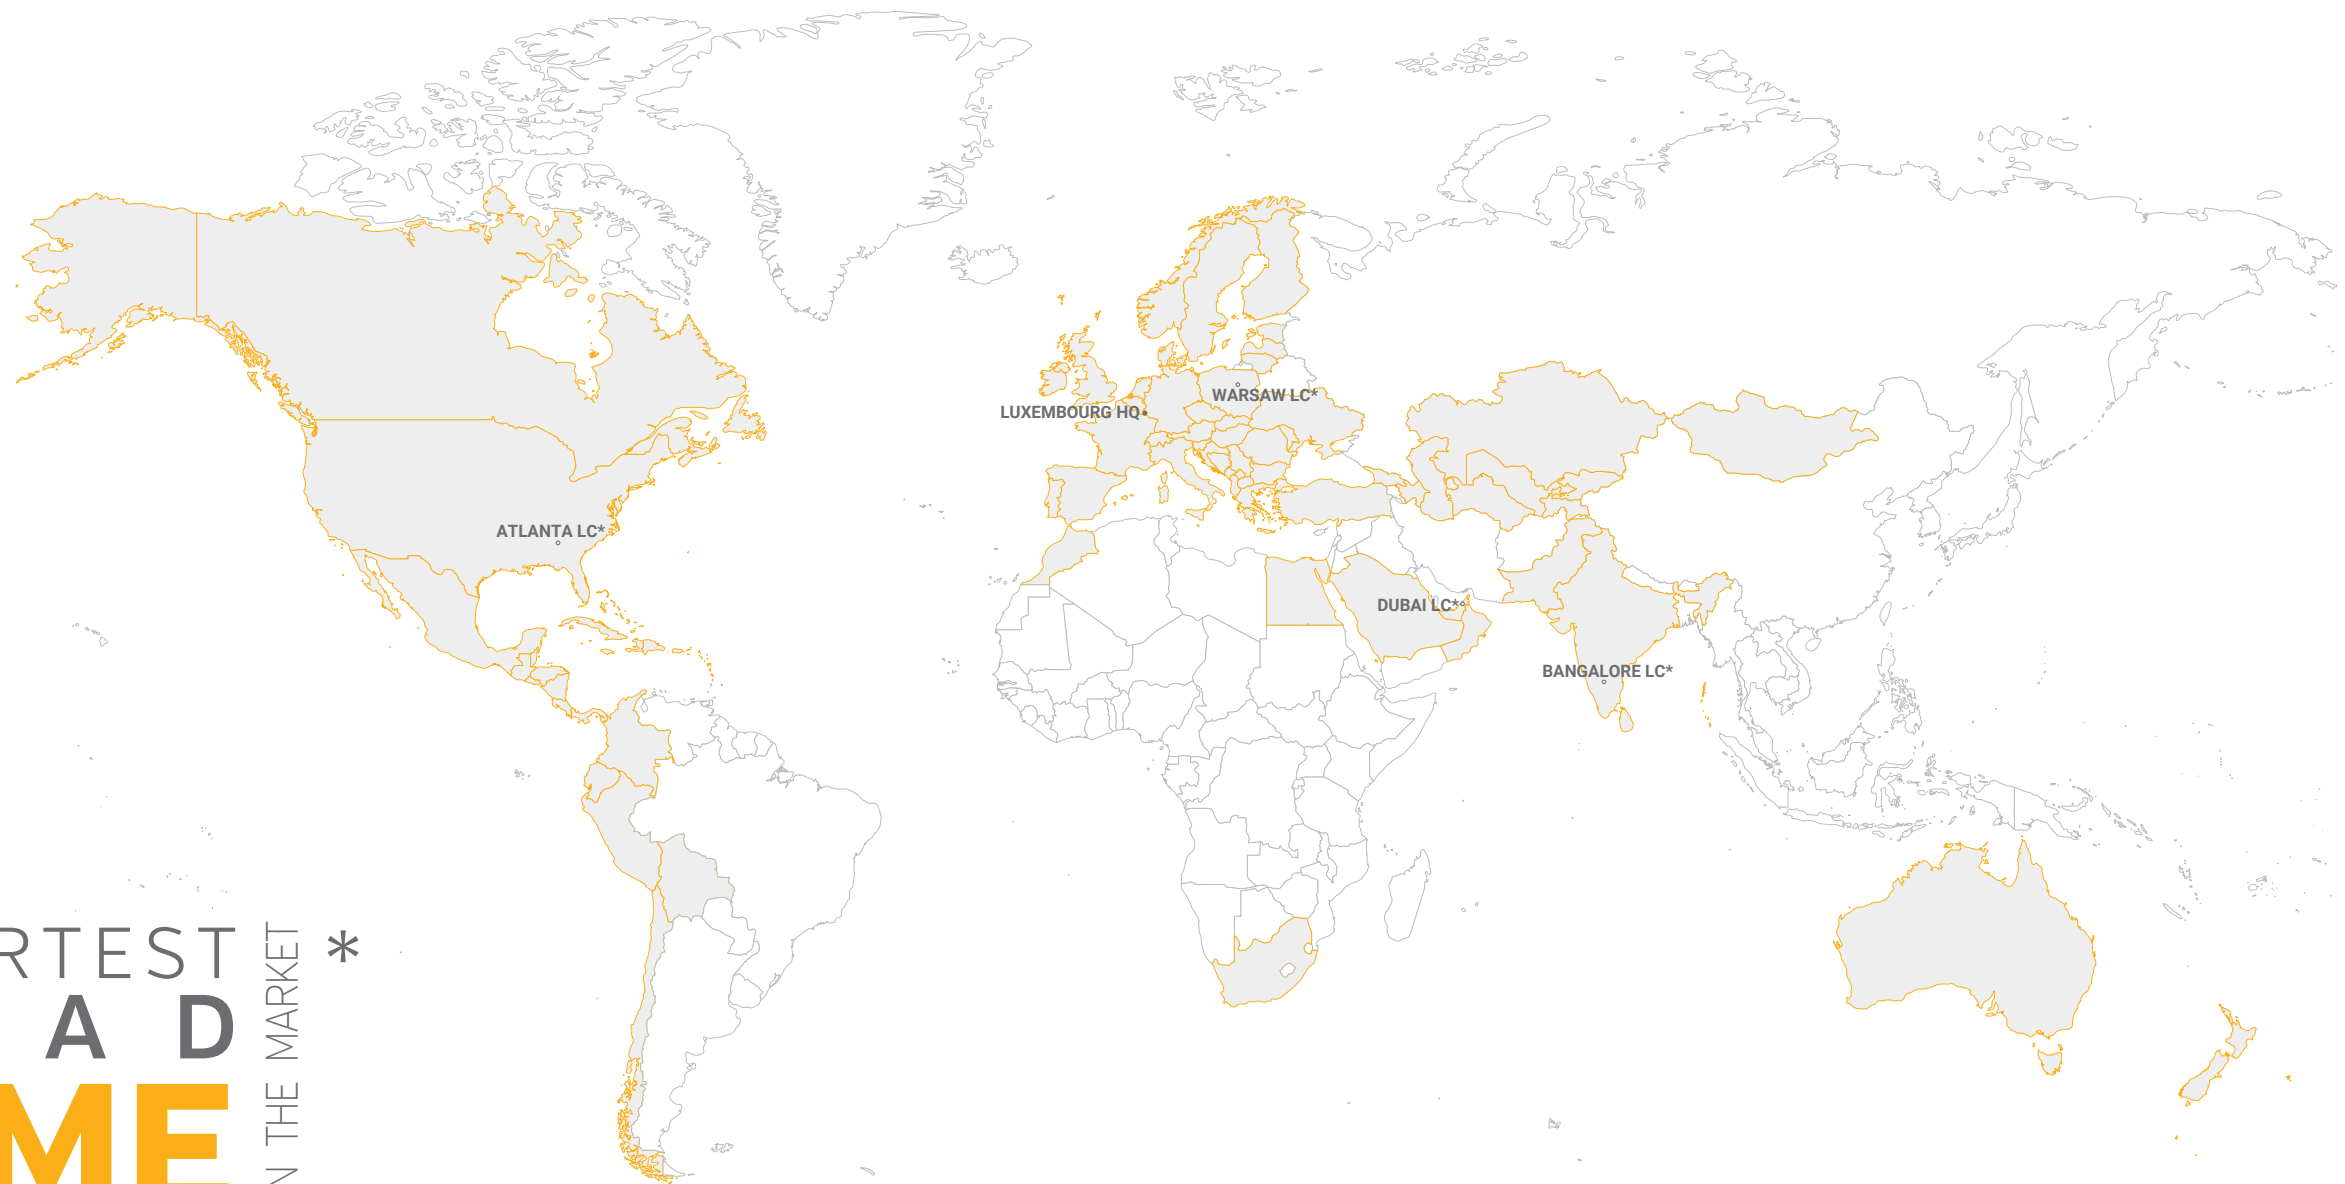 WARSAW LC*
LUXEMBOURG HQ
ATLANTA LC*
DUBAI LC*
BANGALORE LC*
RTEST
A D
ME
N THE MARKET
*